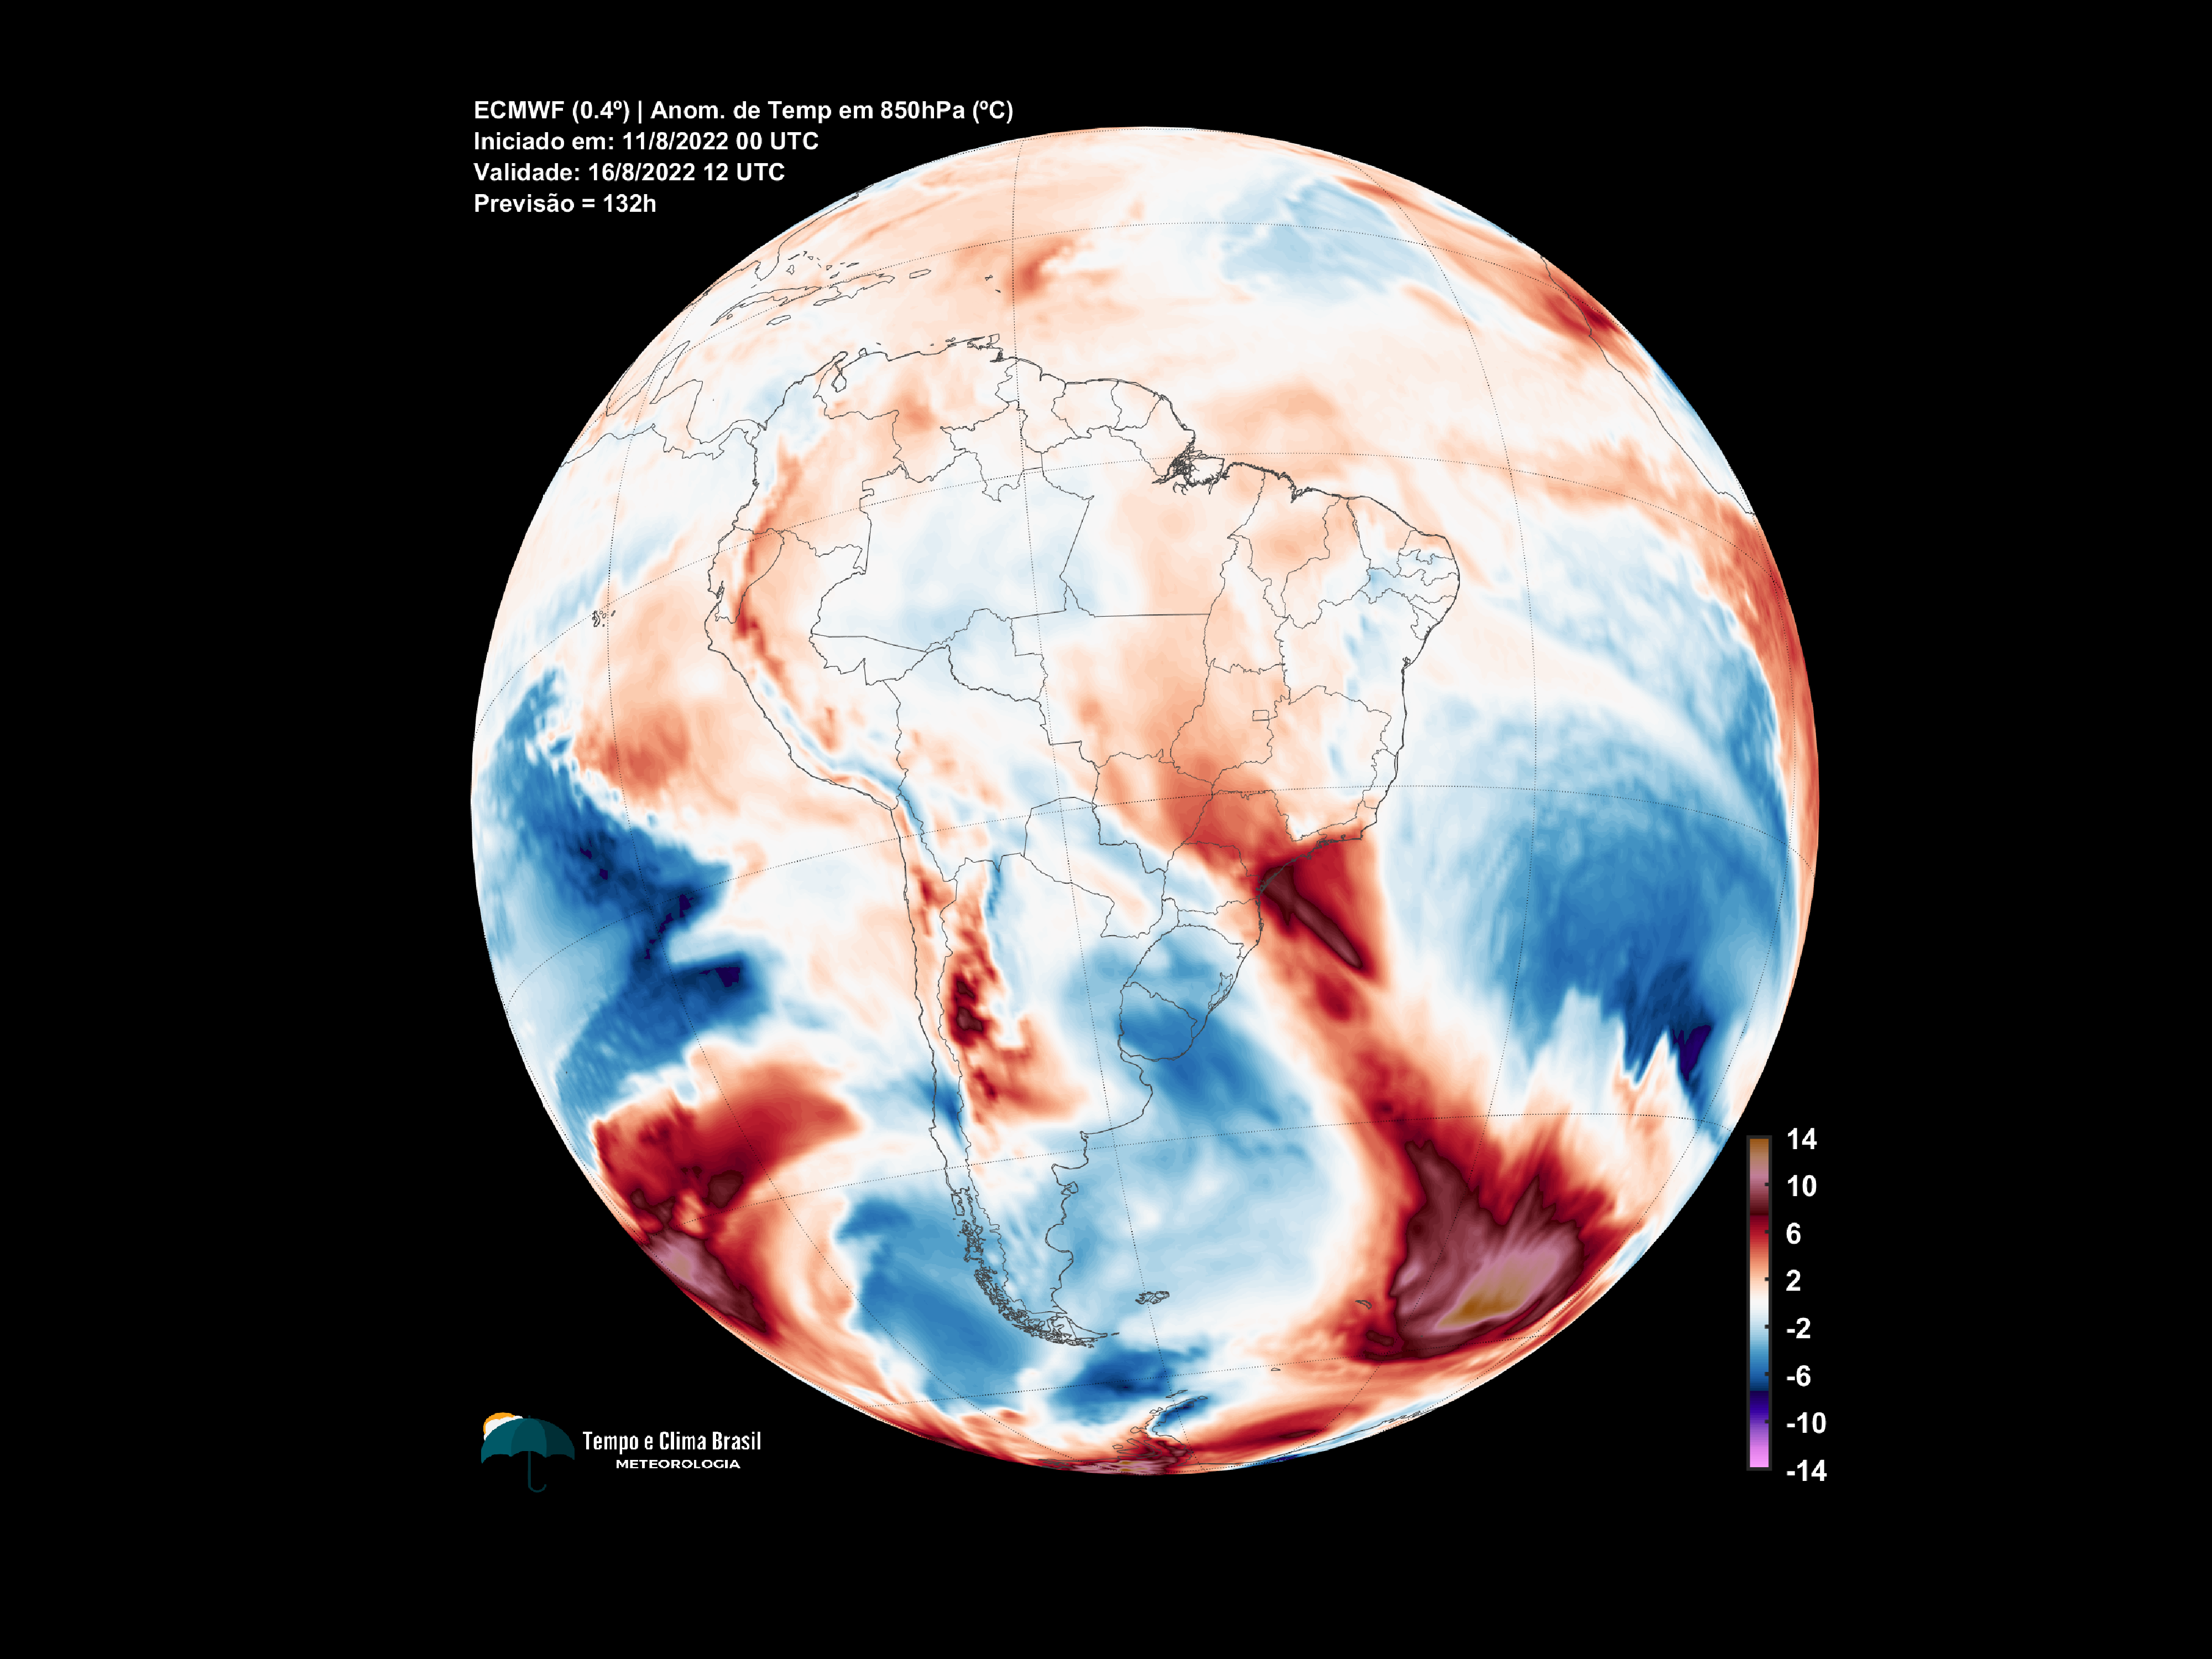 ECMWF (0.4º) | Anom. de Temp em 850hPa (ºC)
Iniciado em: 11/8/2022 00 UTC
Validade: 16/8/2022 12 UTC
Previsão = 132h
14
10
6
2
-2
-6
-10
-14
Tempo e Clima Brasil
METEOROLOGIA